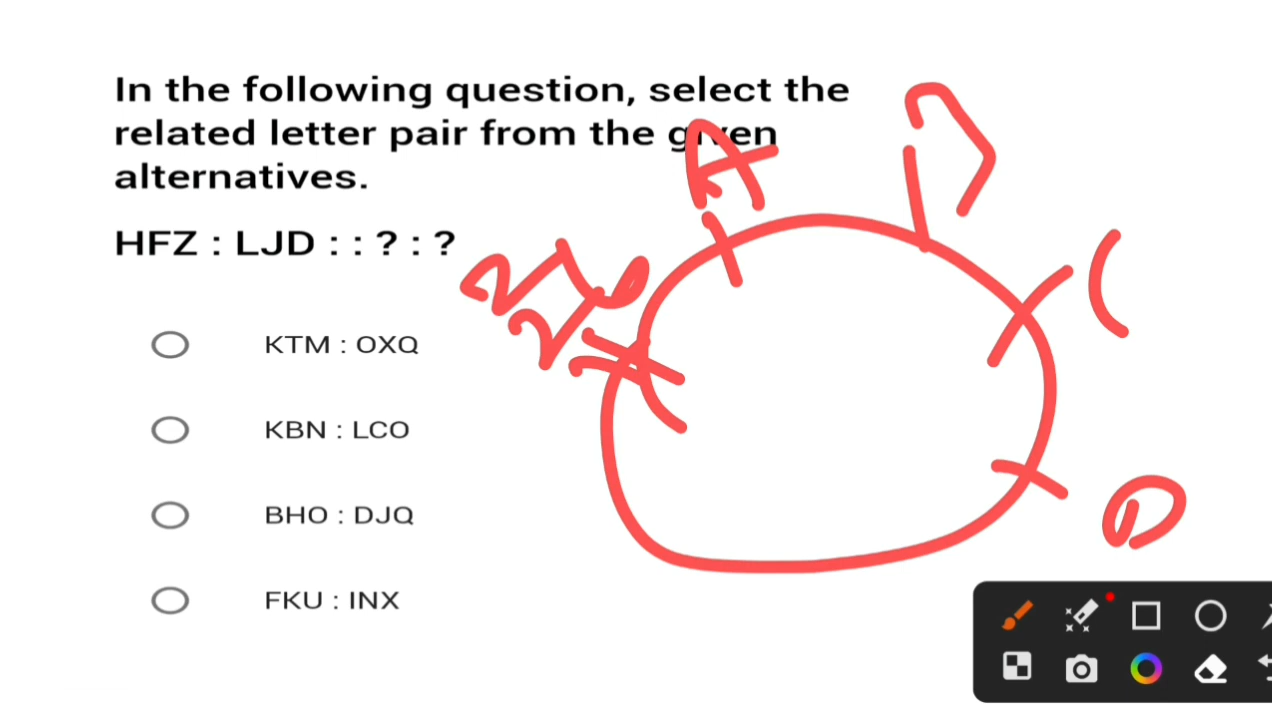 In the following question, select the
related letter pair from the given
alternatives.
HFZ : LJD : : ? : ?
KTM : OXQ
KBN : LCO
BHO : DJQ
FKU : INX
A
C
D